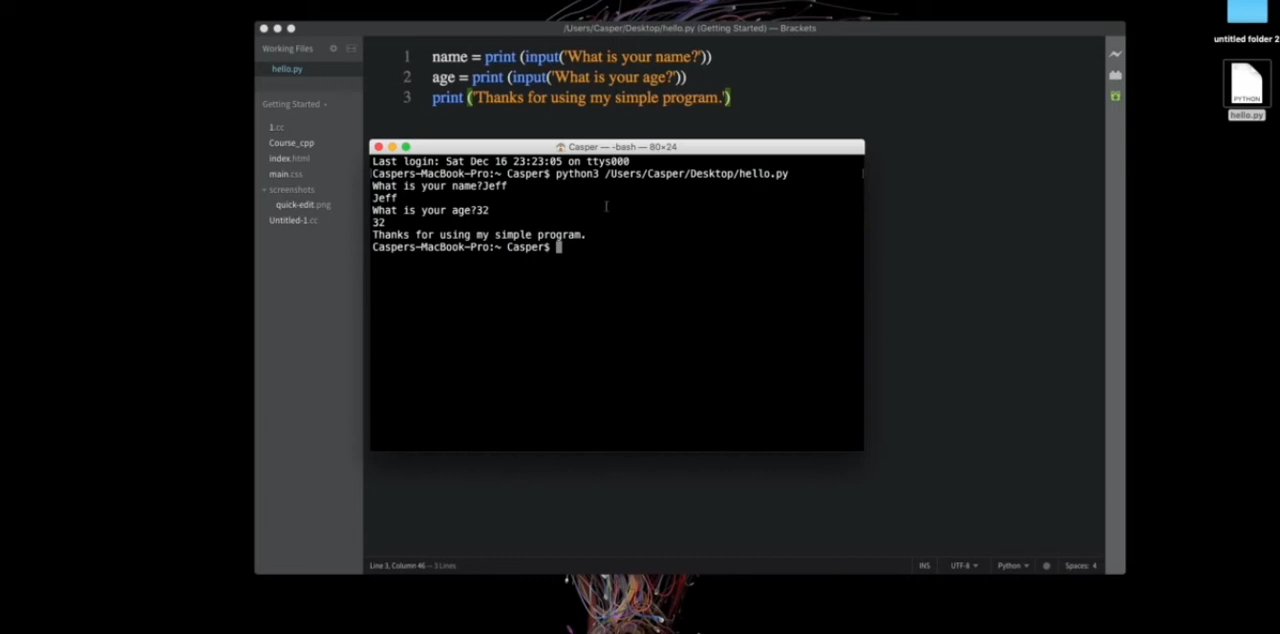 /Users/Casper/Desktop/hello.py (Getting Started) — Brackets
untitled folder 2
PYTHON
hello.py
Working Files
hello.py
Getting Started
1.cc
Course_cpp
index.html
main.css
screenshots
quick-edit.png
Untitled-1.cc
1 name = print (input('What is your name?'))
2 age = print (input('What is your age?'))
3 print ('Thanks for using my simple program.')
Casper — -bash — 80×24
Last login: Sat Dec 16 23:23:05 on ttys000
Caspers-MacBook-Pro:~ Casper$ python3 /Users/Casper/Desktop/hello.py
What is your name?Jeff
Jeff
What is your age?32
32
Thanks for using my simple program.
Caspers-MacBook-Pro:~ Casper$
Line 3, Column 46 — 3 Lines
INS UTF-8 Python Spaces: 4